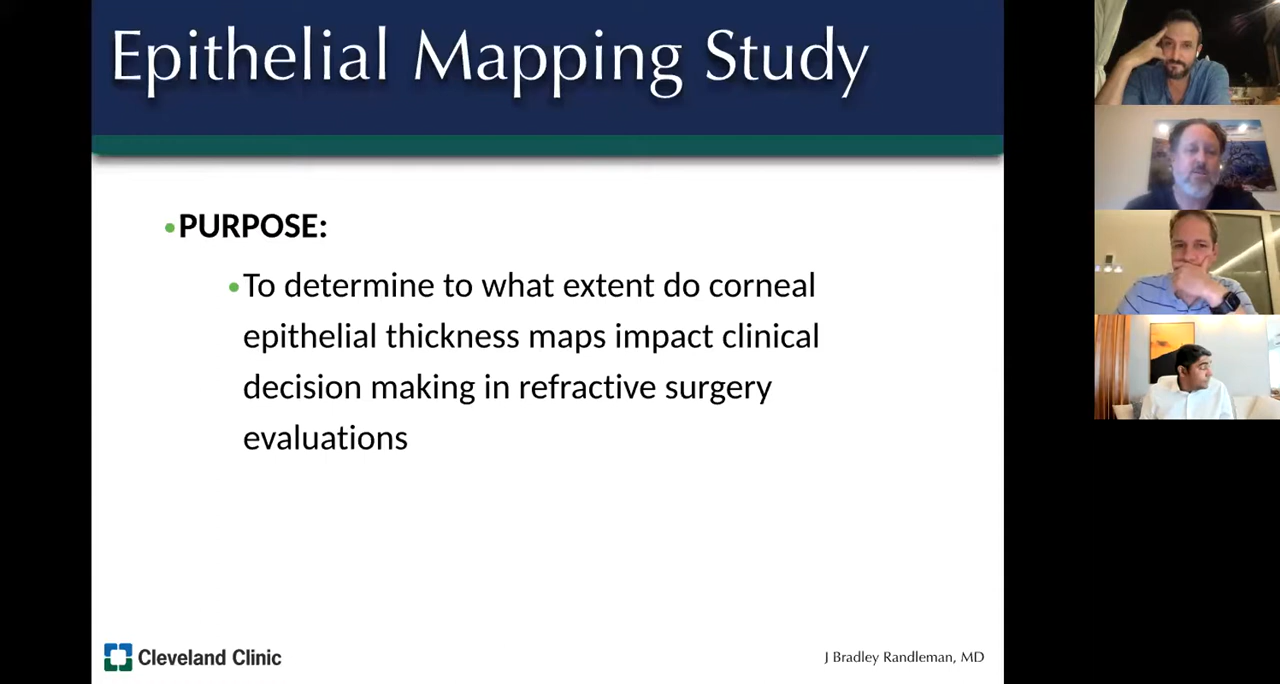 Epithelial Mapping Study
•PURPOSE:
•To determine to what extent do corneal
epithelial thickness maps impact clinical
decision making in refractive surgery
evaluations
Cleveland Clinic
J Bradley Randleman, MD